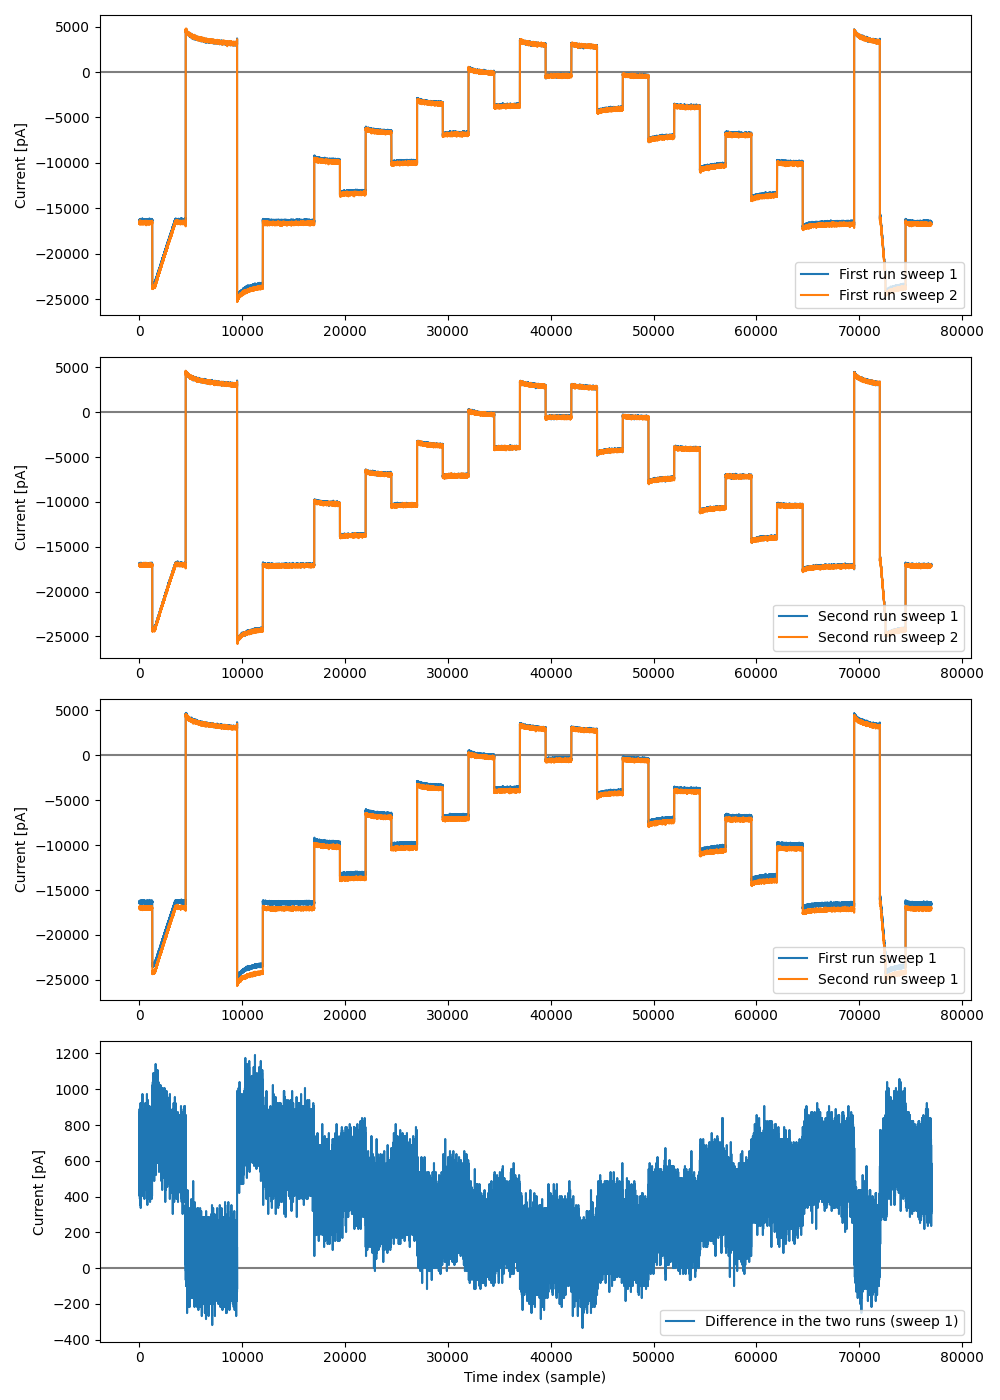 5000
0
−5000
−10000
−15000
−20000
−25000
Current [pA]
First run sweep 1
First run sweep 2
0 10000 20000 30000 40000 50000 60000 70000 80000
5000
0
−5000
−10000
−15000
−20000
−25000
Current [pA]
Second run sweep 1
Second run sweep 2
0 10000 20000 30000 40000 50000 60000 70000 80000
5000
0
−5000
−10000
−15000
−20000
−25000
Current [pA]
First run sweep 1
Second run sweep 1
0 10000 20000 30000 40000 50000 60000 70000 80000
1200
1000
800
600
400
200
0
−200
−400
Current [pA]
Difference in the two runs (sweep 1)
0 10000 20000 30000 40000 50000 60000 70000 80000
Time index (sample)